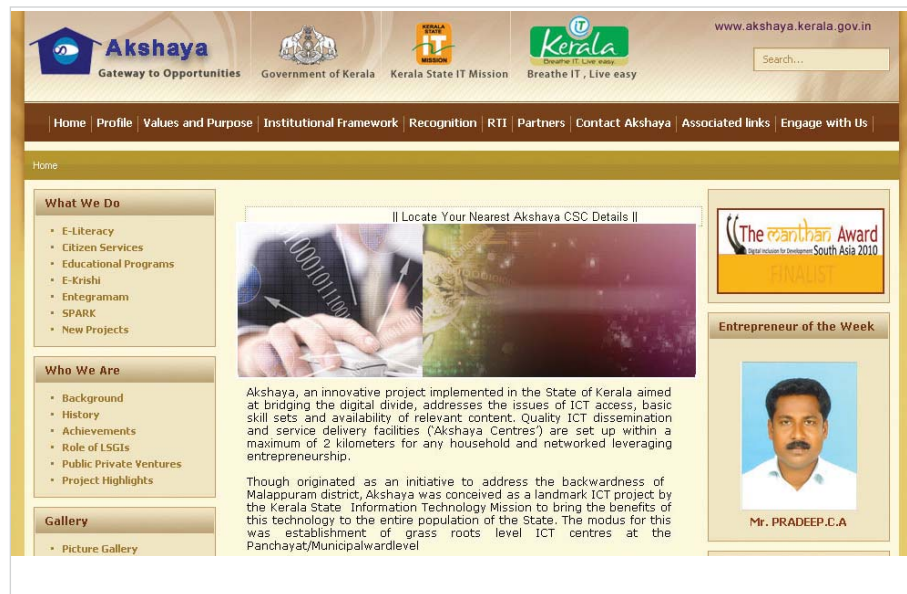 Akshaya
Gateway to Opportunities
Government of Kerala
KERALA
STATE
IT
MISSION
Kerala State IT Mission
iT
Kerala
Breathe IT. Live easy.
Breathe IT , Live easy
www.akshaya.kerala.gov.in
Search...
Home | Profile | Values and Purpose | Institutional Framework | Recognition | RTI | Partners | Contact Akshaya | Associated links | Engage with Us
Home
What We Do
E-Literacy
Citizen Services
Educational Programs
E-Krishi
Entegramam
SPARK
New Projects
Who We Are
Background
History
Achievements
Role of LSGIs
Public Private Ventures
Project Highlights
Gallery
Picture Gallery
|| Locate Your Nearest Akshaya CSC Details ||
Akshaya, an innovative project implemented in the State of Kerala aimed
at bridging the digital divide, addresses the issues of ICT access, basic
skill sets and availability of relevant content. Quality ICT dissemination
and service delivery facilities ('Akshaya Centres') are set up within a
maximum of 2 kilometers for any household and networked leveraging
entrepreneurship.
Though originated as an initiative to address the backwardness of
Malappuram district, Akshaya was conceived as a landmark ICT project by
the Kerala State Information Technology Mission to bring the benefits of
this technology to the entire population of the State. The modus for this
was establishment of grass roots level ICT centres at the
Panchayat/Municipalwardlevel
The manthan Award
Digital Inclusion for Development South Asia 2010
FINALIST
Entrepreneur of the Week
Mr. PRADEEP.C.A